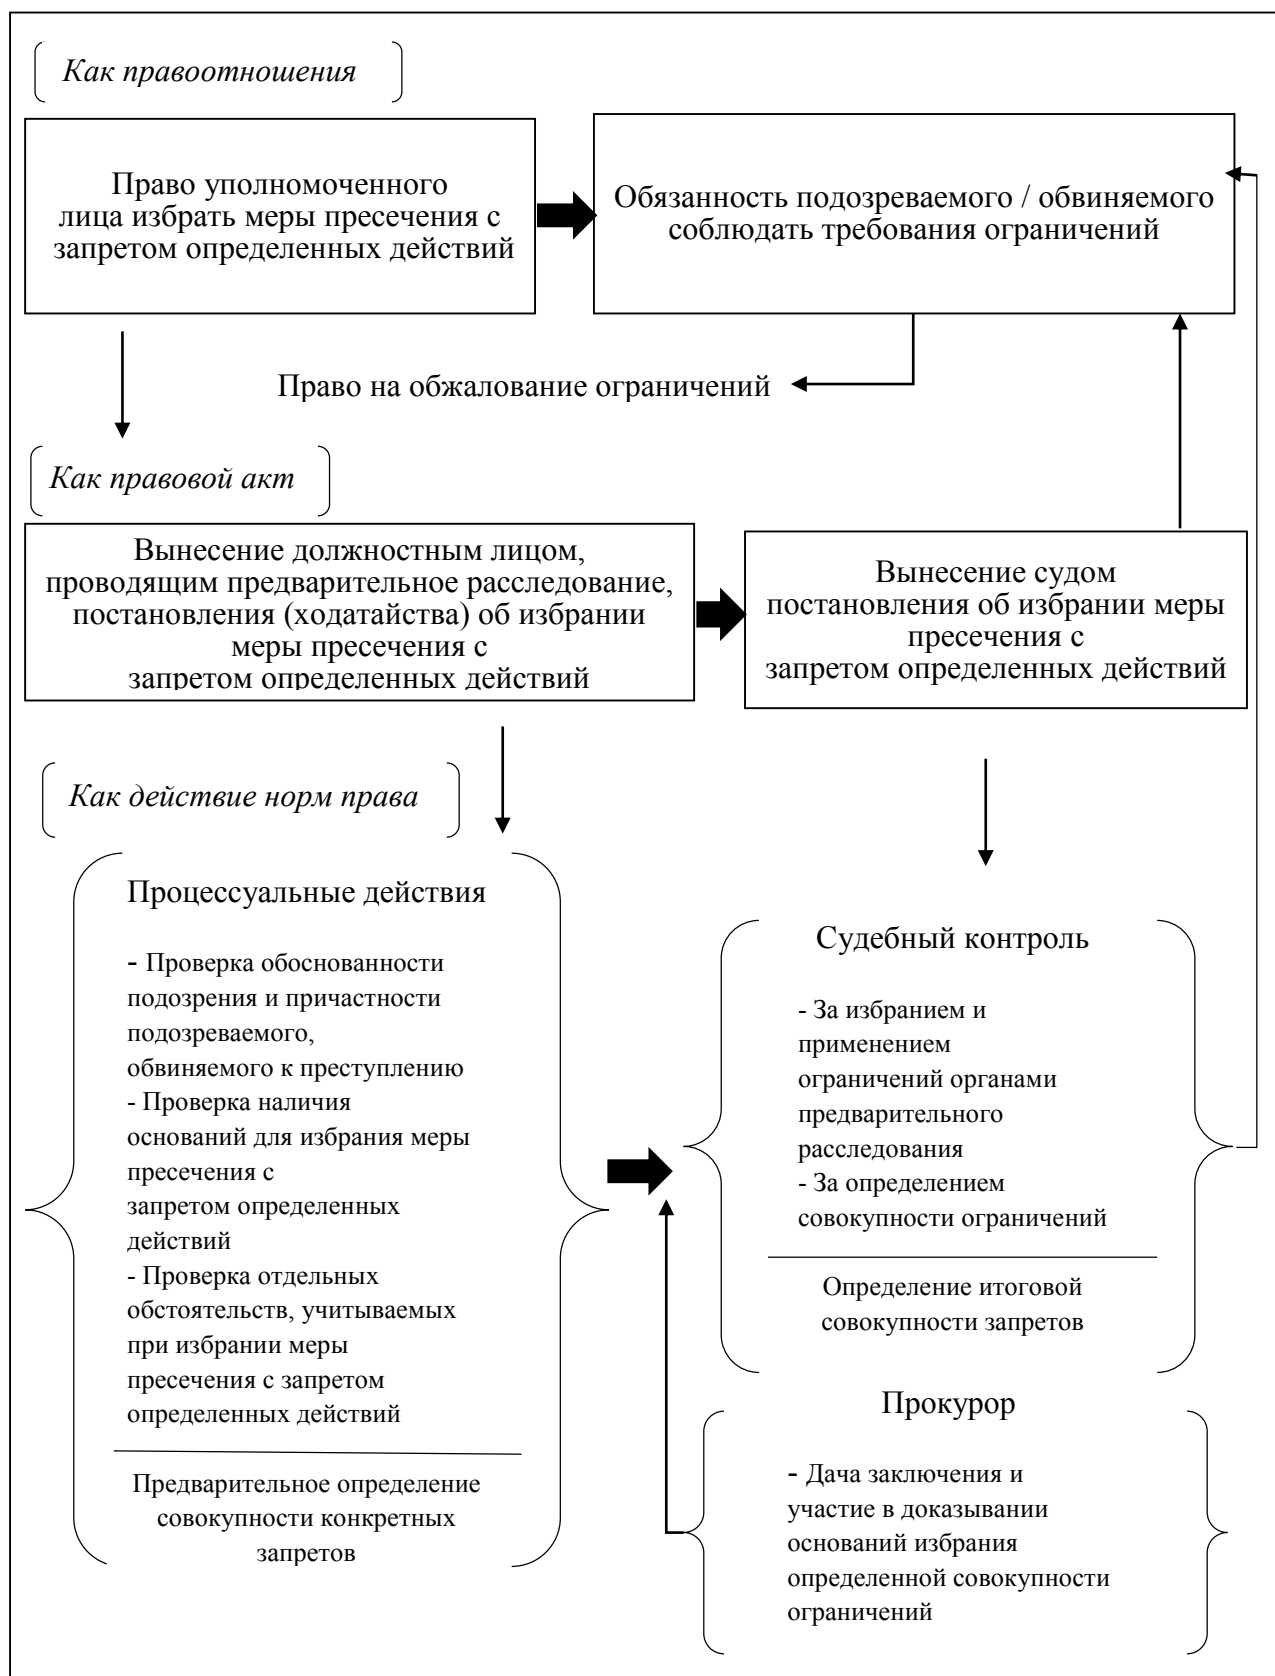 Как правоотношения
Право уполномоченного
лица избрать меры пресечения с
запретом определенных действий
Обязанность подозреваемого / обвиняемого
соблюдать требования ограничений
Право на обжалование ограничений
Как правовой акт
Вынесение должностным лицом,
проводящим предварительное расследование,
постановления (ходатайства) об избрании
меры пресечения с
запретом определенных действий
Вынесение судом
постановления об избрании меры
пресечения с
запретом определенных действий
Как действие норм права
Процессуальные действия
- Проверка обоснованности
подозрения и причастности
подозреваемого,
обвиняемого к преступлению
- Проверка наличия
оснований для избрания меры
пресечения с
запретом определенных
действий
- Проверка отдельных
обстоятельств, учитываемых
при избрании меры
пресечения с запретом
определенных действий
Предварительное определение
совокупности конкретных
запретов
Судебный контроль
- За избранием и
применением
ограничений органами
предварительного
расследования
- За определением
совокупности ограничений
Определение итоговой
совокупности запретов
Прокурор
- Дача заключения и
участие в доказывании
оснований избрания
определенной совокупности
ограничений